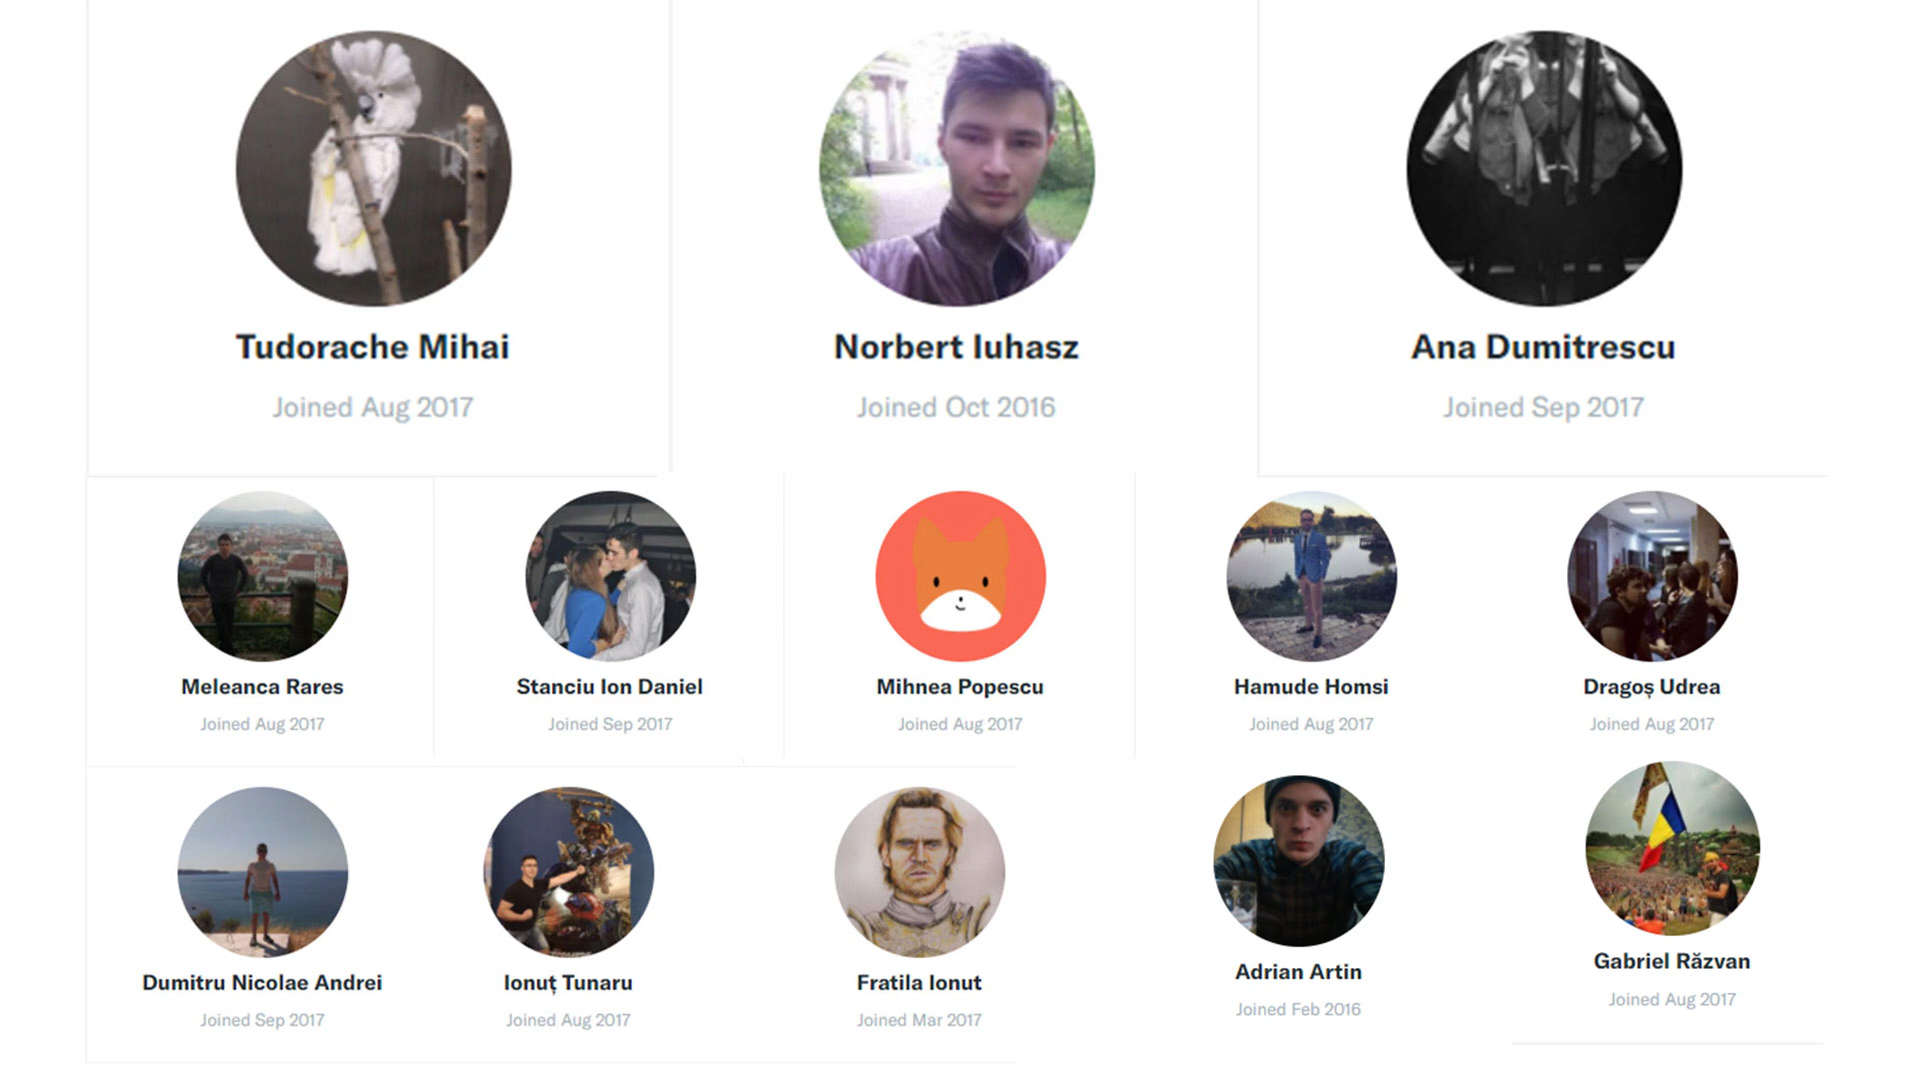 Tudorache Mihai
Joined Aug 2017
Norbert Iuhasz
Joined Oct 2016
Ana Dumitrescu
Joined Sep 2017
Meleanca Rares
Joined Aug 2017
Stanciu Ion Daniel
Joined Sep 2017
Mihnea Popescu
Joined Aug 2017
Hamude Homsi
Joined Aug 2017
Dragoș Udrea
Joined Aug 2017
Dumitru Nicolae Andrei
Joined Sep 2017
Ionuț Tunaru
Joined Aug 2017
Fratila Ionut
Joined Mar 2017
Adrian Artin
Joined Feb 2016
Gabriel Răzvan
Joined Aug 2017